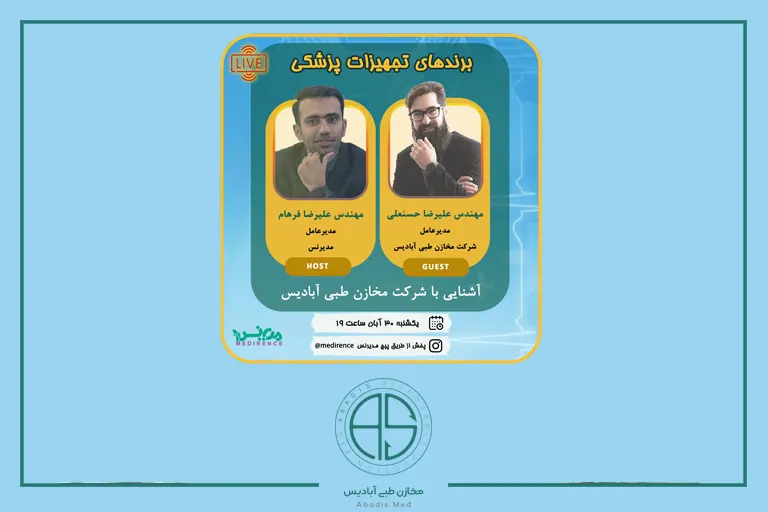 LIVE
برندهای تجهیزات پزشکی
مهندس علیرضا حسنعلی
مدیرعامل
شرکت مخازن طبی آبادیس
GUEST
مهندس علیرضا فرهام
مدیرعامل
مدیرنس
HOST
آشنایی با شرکت مخازن طبی آبادیس
یکشنبه ۳۰ آبان ساعت ۱۹
پخش از طریق پیج مدیرنس @medirence
مدیرنس
MEDIRENCE
ABADIS
AS
مخازن طبی آبادیس
Abadis Med